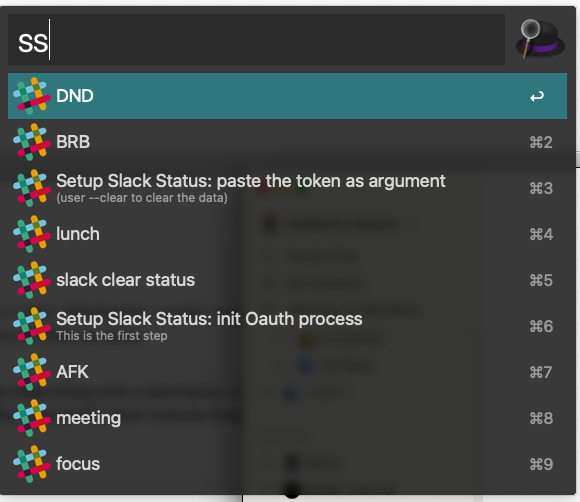 SS
DND ↩
BRB ⌘2
Setup Slack Status: paste the token as argument ⌘3
(user --clear to clear the data)
lunch ⌘4
slack clear status ⌘5
Setup Slack Status: init Oauth process ⌘6
This is the first step
AFK ⌘7
meeting ⌘8
focus ⌘9